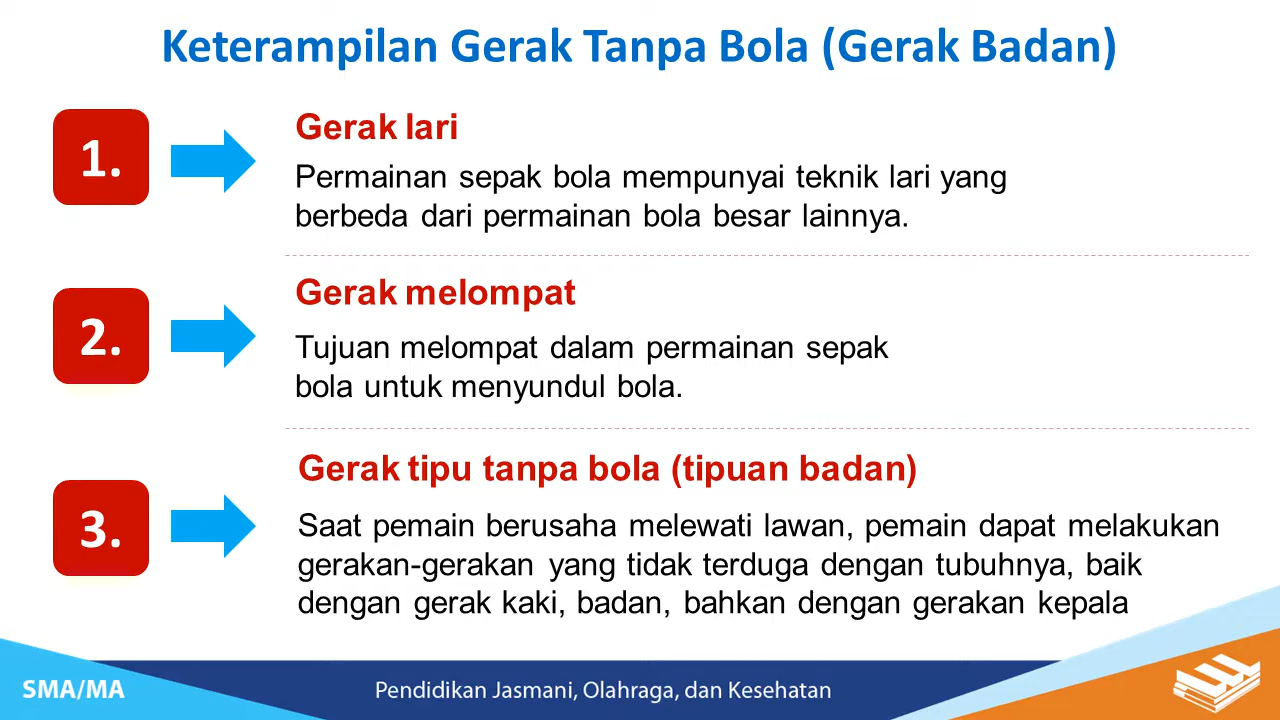 Keterampilan Gerak Tanpa Bola (Gerak Badan)
1.
Gerak lari
Permainan sepak bola mempunyai teknik lari yang
berbeda dari permainan bola besar lainnya.
2.
Gerak melompat
Tujuan melompat dalam permainan sepak
bola untuk menyundul bola.
3.
Gerak tipu tanpa bola (tipuan badan)
Saat pemain berusaha melewati lawan, pemain dapat melakukan
gerakan-gerakan yang tidak terduga dengan tubuhnya, baik
dengan gerak kaki, badan, bahkan dengan gerakan kepala
SMA/MA
Pendidikan Jasmani, Olahraga, dan Kesehatan